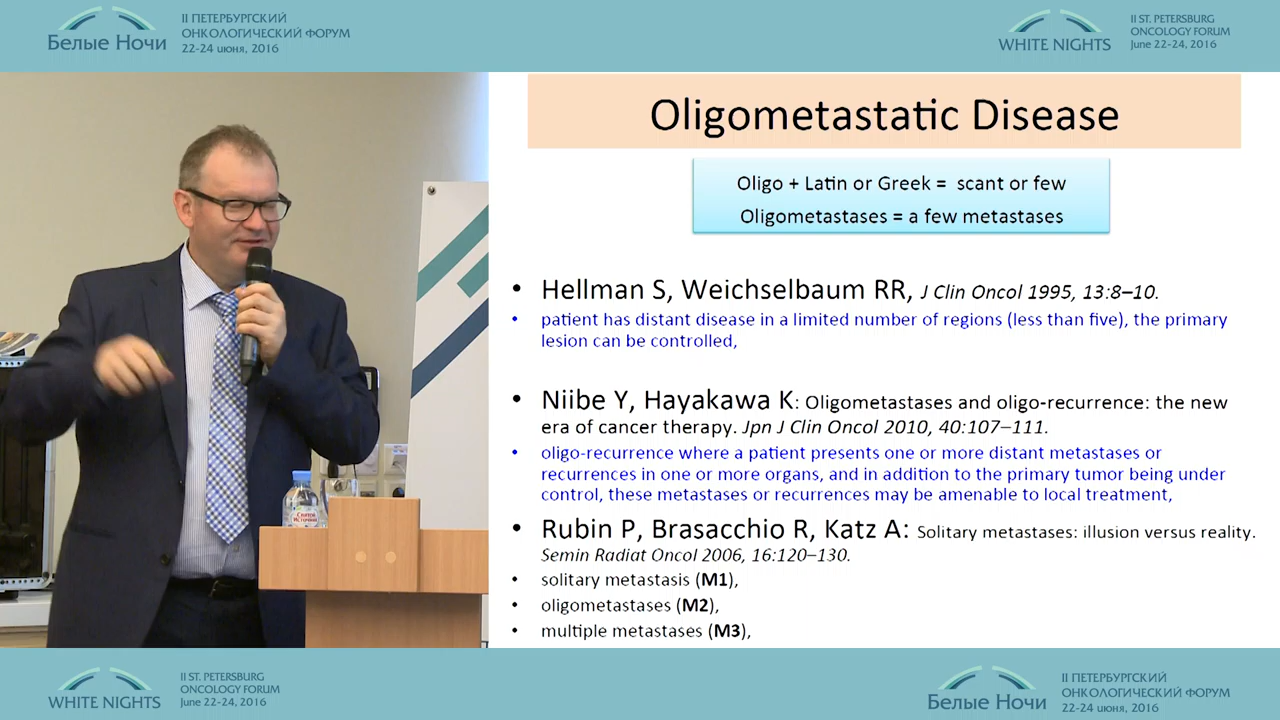 Белые Ночи
II ПЕТЕРБУРГСКИЙ
ОНКОЛОГИЧЕСКИЙ ФОРУМ
22-24 июня, 2016
WHITE NIGHTS
II ST. PETERSBURG
ONCOLOGY FORUM
June 22-24, 2016
Oligometastatic Disease
Oligo + Latin or Greek = scant or few
Oligometastases = a few metastases
• Hellman S, Weichselbaum RR, J Clin Oncol 1995, 13:8–10.
• patient has distant disease in a limited number of regions (less than five), the primary
lesion can be controlled,
• Niibe Y, Hayakawa K: Oligometastases and oligo-recurrence: the new
era of cancer therapy. Jpn J Clin Oncol 2010, 40:107–111.
• oligo-recurrence where a patient presents one or more distant metastases or
recurrences in one or more organs, and in addition to the primary tumor being under
control, these metastases or recurrences may be amenable to local treatment,
• Rubin P, Brasacchio R, Katz A: Solitary metastases: illusion versus reality.
Semin Radiat Oncol 2006, 16:120–130.
• solitary metastasis (M1),
• oligometastases (M2),
• multiple metastases (M3),
Святой
Источник
WHITE NIGHTS
II ST. PETERSBURG
ONCOLOGY FORUM
June 22-24, 2016
Белые Ночи
II ПЕТЕРБУРГСКИЙ
ОНКОЛОГИЧЕСКИЙ ФОРУМ
22-24 июня, 2016